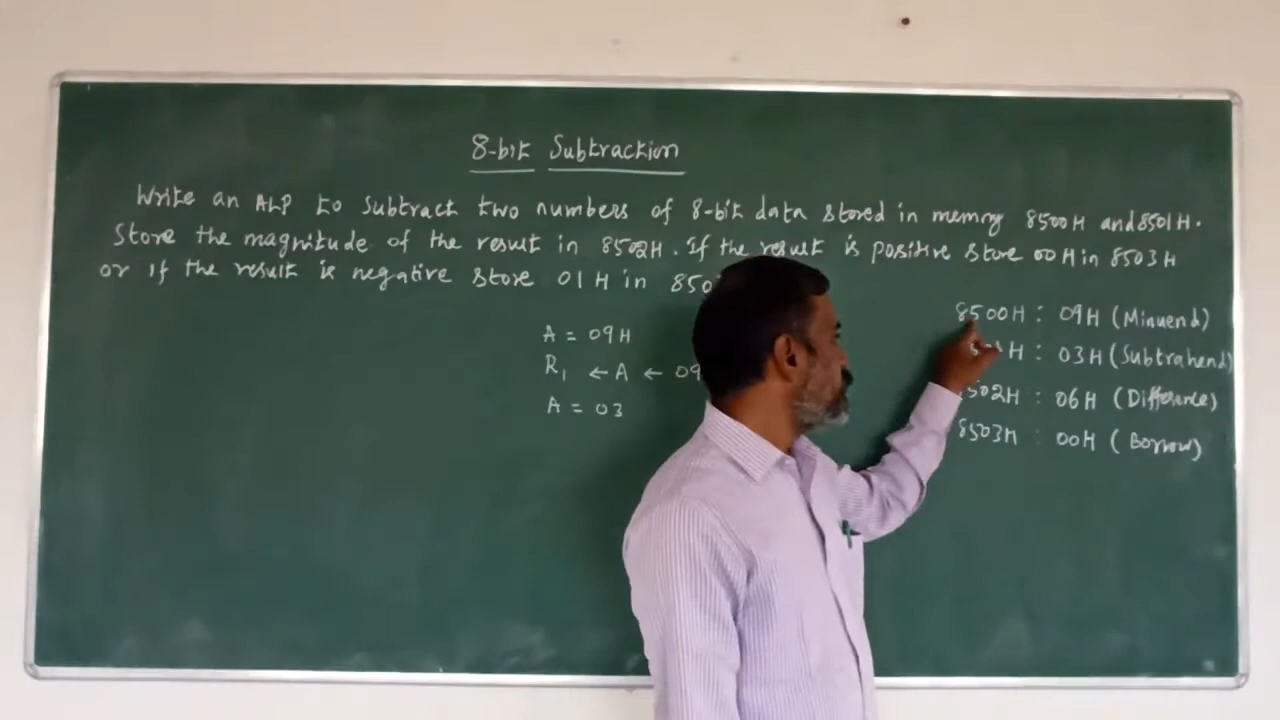 8-bit Subtraction
Write an ALP to Subtract two numbers of 8-bit data stored in memory 8500H and 8501H.
Store the magnitude of the result in 8502H. If the result is positive store 00H in 8503H
or if the result is negative store 01H in 850
A = 09H
R1 ← A ← 09
A = 03
8500H : 09H (Minuend)
H : 03H (Subtrahend)
502H : 06H (Difference)
8503H : 00H (Borrow)